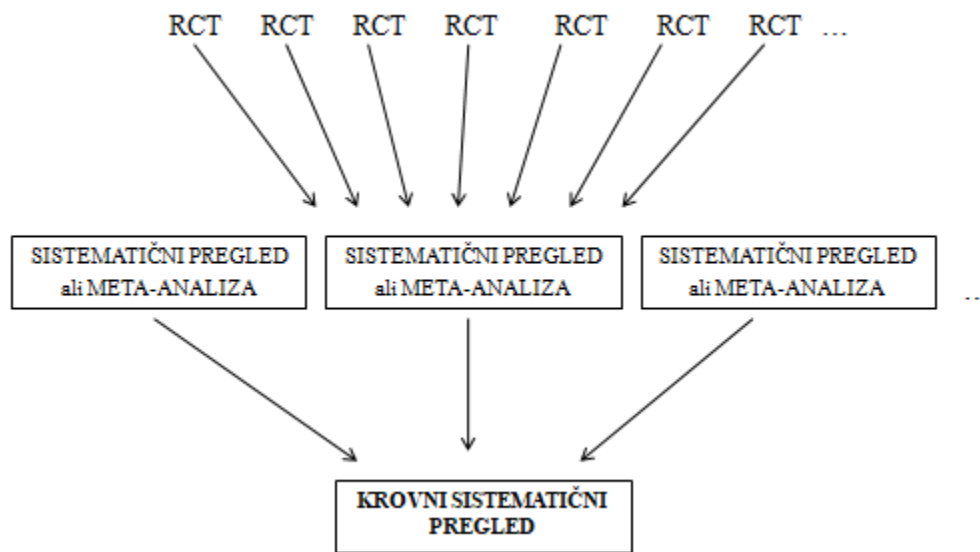 RCT RCT RCT RCT RCT RCT RCT ...
SISTEMATIČNI PREGLED
ali META-ANALIZA
SISTEMATIČNI PREGLED
ali META-ANALIZA
SISTEMATIČNI PREGLED
ali META-ANALIZA
...
KROVNI SISTEMATIČNI
PREGLED